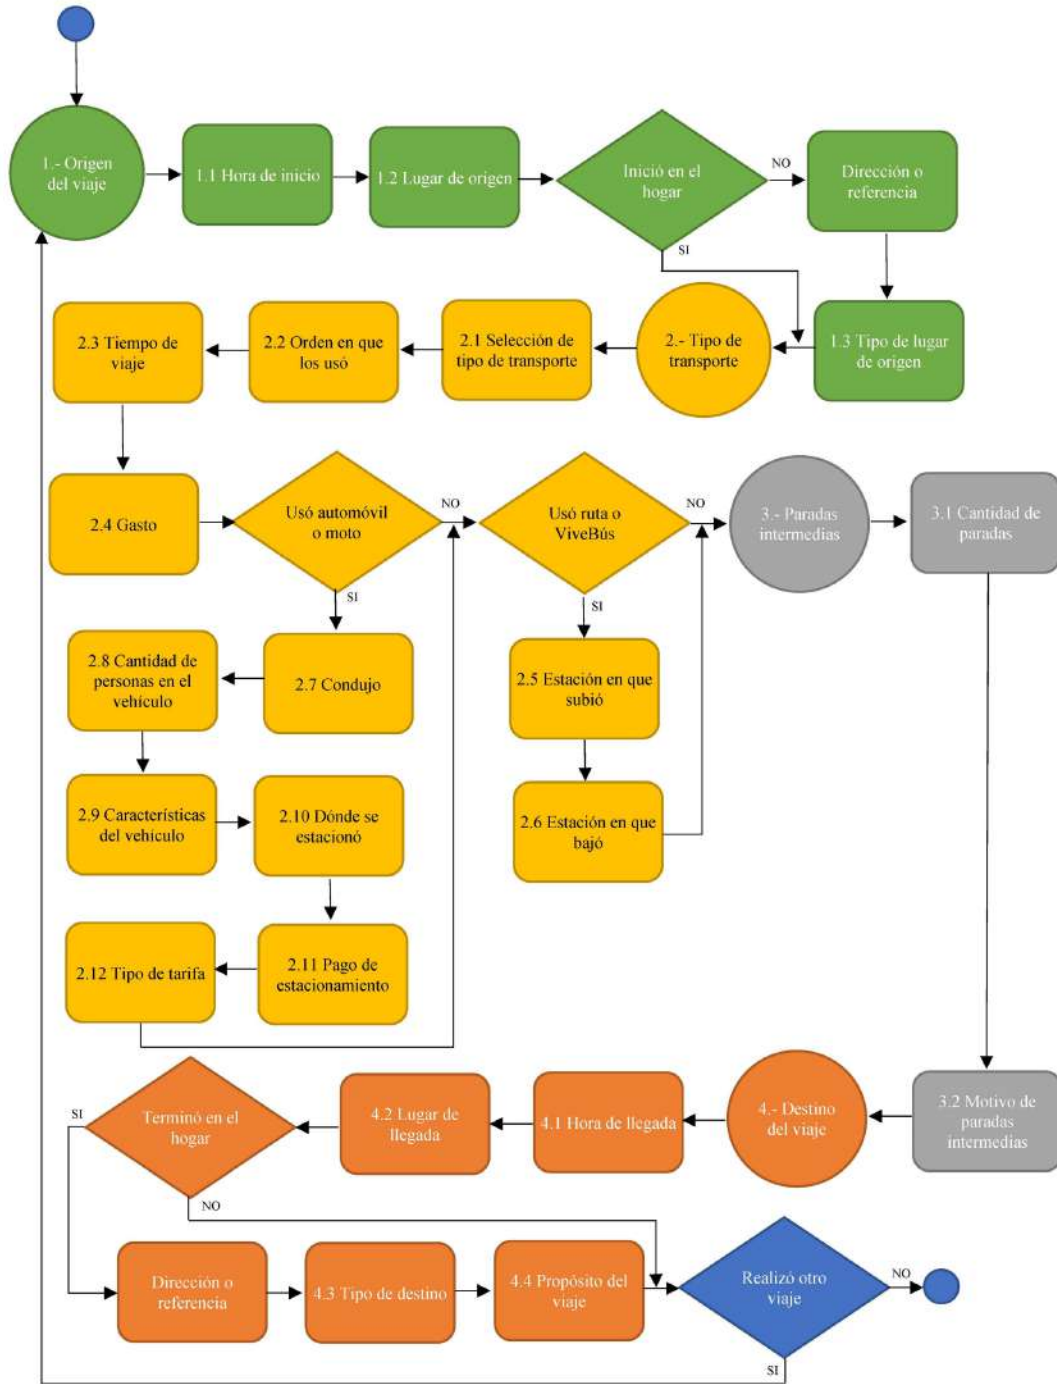 1.- Origen
del viaje
1.1 Hora de inicio
1.2 Lugar de origen
Inició en el
hogar
NO
Dirección o
referencia
SI
2.3 Tiempo de
viaje
2.2 Orden en que
los usó
2.1 Selección de
tipo de transporte
2.- Tipo de
transporte
1.3 Tipo de lugar
de origen
2.4 Gasto
Usó automóvil
o moto
NO
Usó ruta o
ViveBús
NO
3.- Paradas
intermedias
3.1 Cantidad de
paradas
SI
SI
2.8 Cantidad de
personas en el
vehículo
2.7 Condujo
2.5 Estación en que
subió
2.9 Características
del vehículo
2.10 Dónde se
estacionó
2.6 Estación en que
bajó
2.12 Tipo de tarifa
2.11 Pago de
estacionamiento
SI
Terminó en el
hogar
4.2 Lugar de
llegada
4.1 Hora de llegada
4.- Destino
del viaje
3.2 Motivo de
paradas
intermedias
NO
Dirección o
referencia
4.3 Tipo de destino
4.4 Propósito del
viaje
Realizó otro
viaje
NO
SI